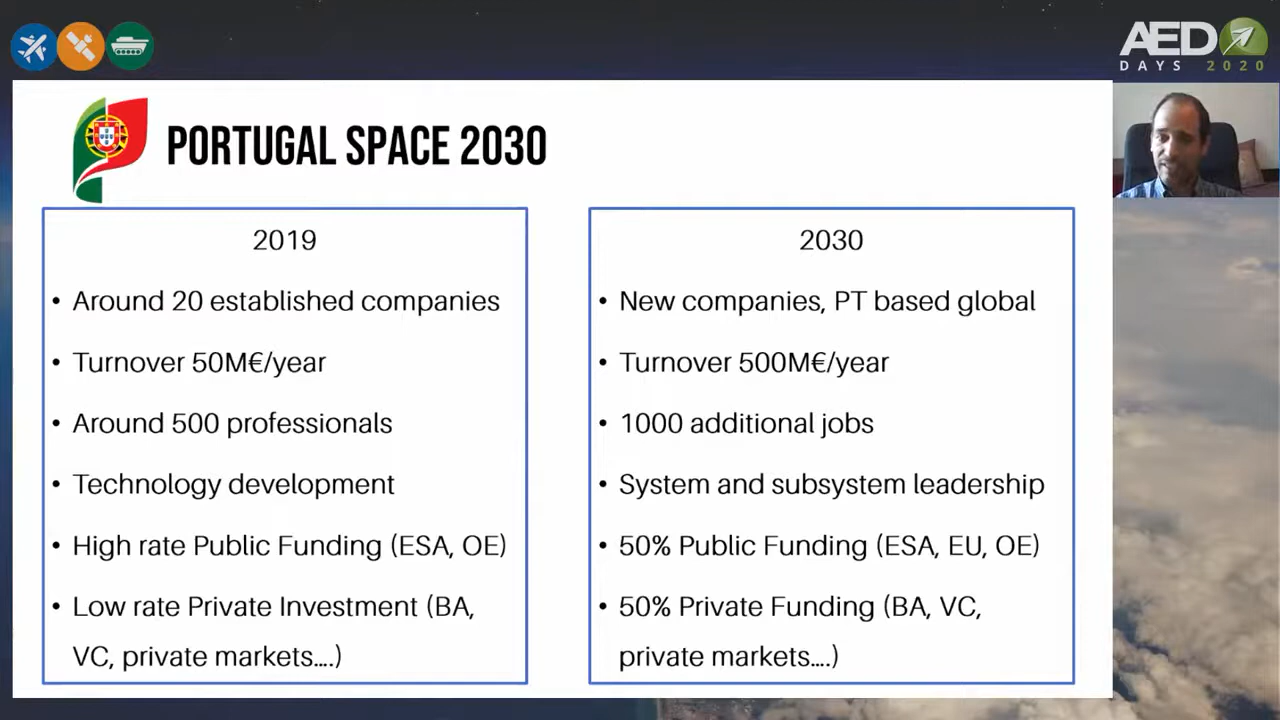 AED
DAYS 2020
PORTUGAL SPACE 2030
2019
• Around 20 established companies
• Turnover 50M€/year
• Around 500 professionals
• Technology development
• High rate Public Funding (ESA, OE)
• Low rate Private Investment (BA,
VC, private markets....)
2030
• New companies, PT based global
• Turnover 500M€/year
• 1000 additional jobs
• System and subsystem leadership
• 50% Public Funding (ESA, EU, OE)
• 50% Private Funding (BA, VC,
private markets....)